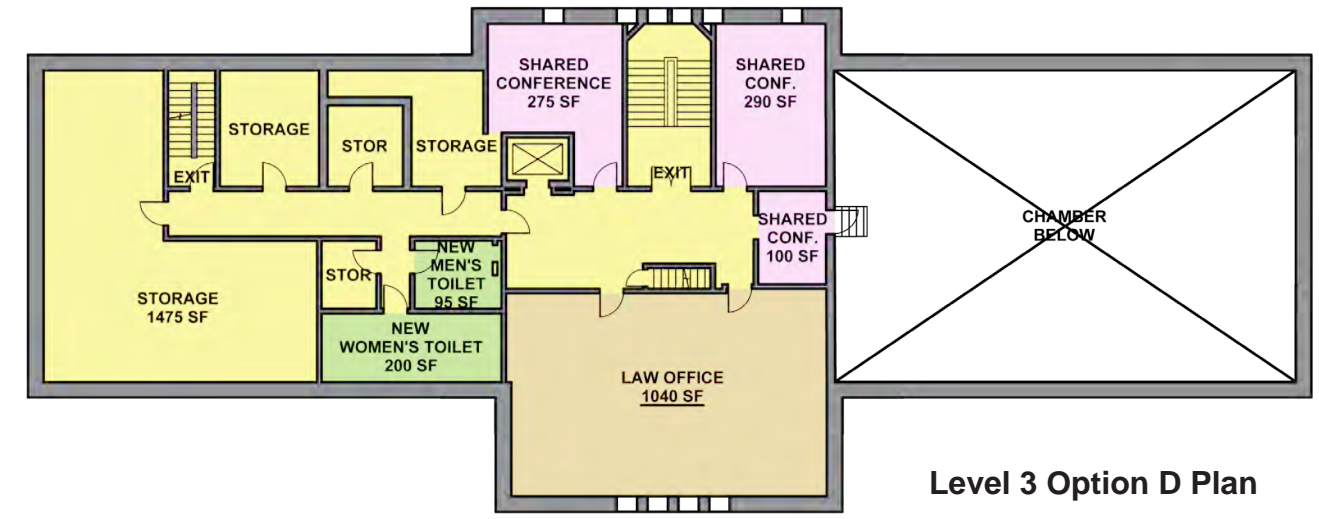 SHARED
CONFERENCE
275 SF
SHARED
CONF.
290 SF
STORAGE
STOR
STORAGE
EXIT
EXIT
SHARED
CONF.
100 SF
CHAMBER
BELOW
STOR
NEW
MEN'S
TOILET
95 SF
STORAGE
1475 SF
NEW
WOMEN'S TOILET
200 SF
LAW OFFICE
1040 SF
Level 3 Option D Plan